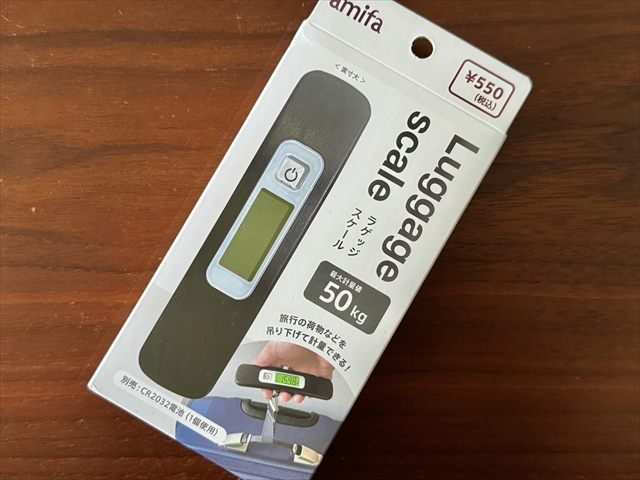 amifa
¥550
(税込)
<実寸大>
Luggage
scale
ラゲッジ
スケール
最大計量値
50kg
旅行の荷物などを
吊り下げて計量できる!
別売:CR2032電池(1個使用)